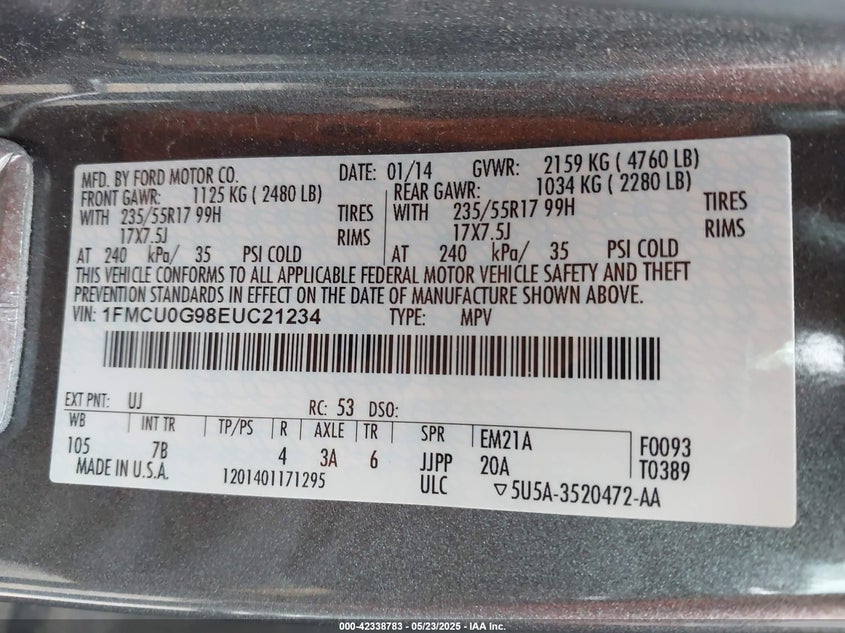 MFD. BY FORD MOTOR CO. DATE: 01/14 GVWR: 2159 KG ( 4760 LB)
FRONT GAWR: 1125 KG ( 2480 LB) REAR GAWR: 1034 KG ( 2280 LB)
WITH 235/55R17 99H TIRES WITH 235/55R17 99H TIRES
17X7.5J RIMS 17X7.5J RIMS
AT 240 kPa/ 35 PSI COLD AT 240 kPa/ 35 PSI COLD
THIS VEHICLE CONFORMS TO ALL APPLICABLE FEDERAL MOTOR VEHICLE SAFETY AND THEFT
PREVENTION STANDARDS IN EFFECT ON THE DATE OF MANUFACTURE SHOWN ABOVE.
VIN: 1FMCU0G98EUC21234 TYPE: MPV
EXT PNT: UJ RC: 53 DSO:
WB INT TR TP/PS R AXLE TR SPR EM21A F0093
105 7B 4 3A 6 JJPP 20A T0389
MADE IN U.S.A. 1201401171295 ULC ▽5U5A-3520472-AA
000-42338783 - 05/23/2025 - IAA Inc.